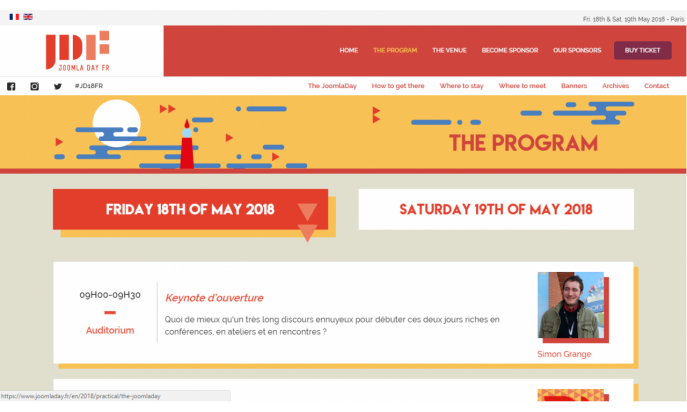 Fri. 18th & Sat. 19th May 2018 - Paris
JDF
JOOMLA DAY FR
HOME THE PROGRAM THE VENUE BECOME SPONSOR OUR SPONSORS BUY TICKET
#JD18FR
The JoomlaDay How to get there Where to stay Where to meet Banners Archives Contact
THE PROGRAM
FRIDAY 18TH OF MAY 2018
SATURDAY 19TH OF MAY 2018
09H00-09H30
Auditorium
Keynote d'ouverture
Quoi de mieux qu'un très long discours ennuyeux pour débuter ces deux jours riches en
conférences, en ateliers et en rencontres ?
Simon Grange
https://www.joomladay.fr/en/2018/practical/the-joomladay